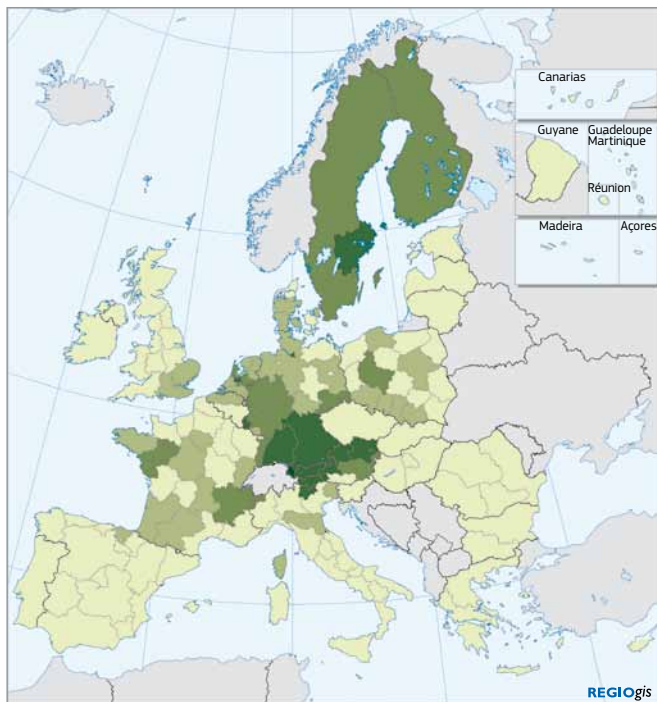 Canarias
Guyane
Guadeloupe
Martinique
Réunion
Madeira
Açores
REGIOgis